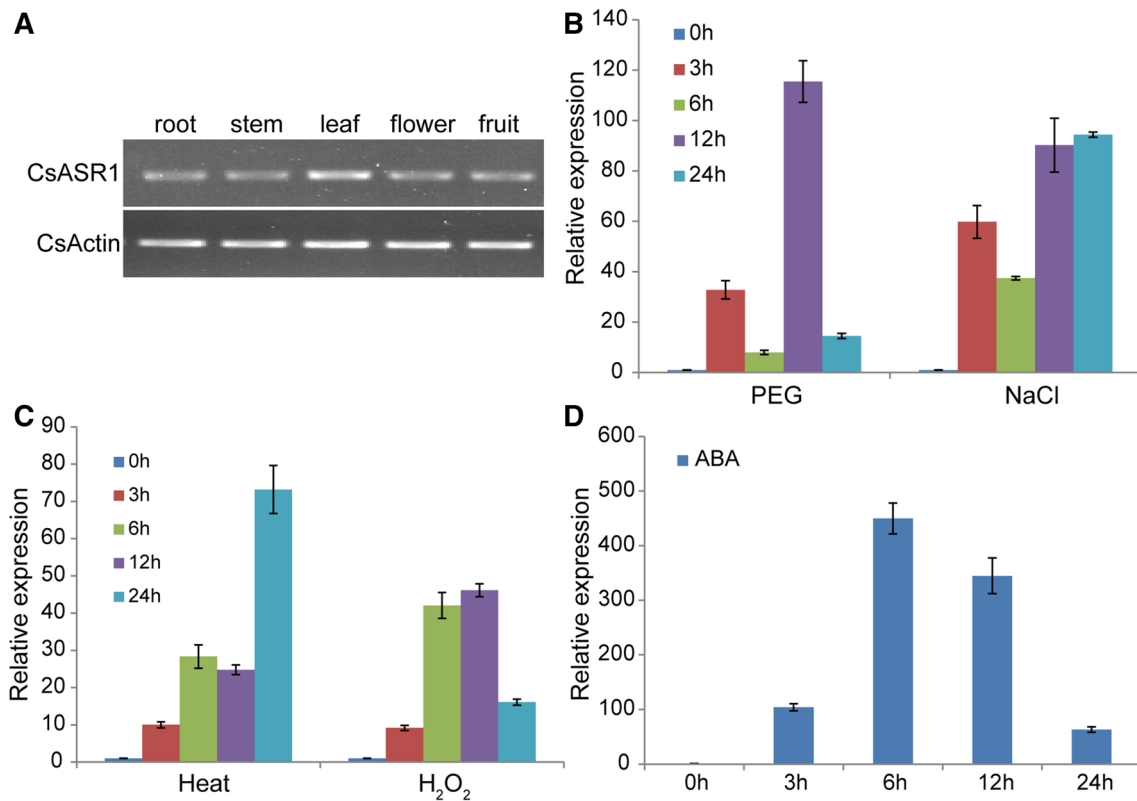 A
root stem leaf flower fruit
CsASR1
CsActin
B
Relative expression
140
120
100
80
60
40
20
0
0h
3h
6h
12h
24h
PEG NaCl
C
Relative expression
90
80
70
60
50
40
30
20
10
0
0h
3h
6h
12h
24h
Heat H₂O₂
D
Relative expression
600
500
400
300
200
100
0
ABA
0h 3h 6h 12h 24h